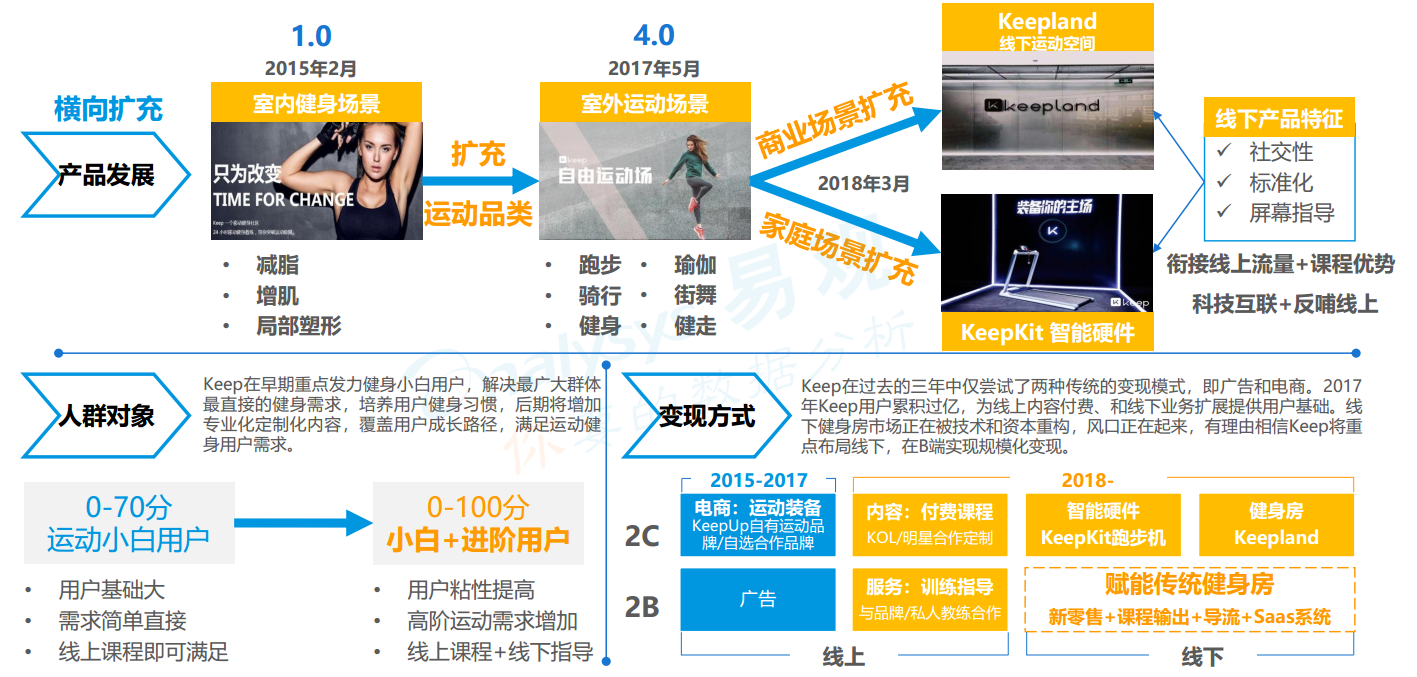 横向扩充
产品发展
1.0
2015年2月
室内健身场景
只为改变
TIME FOR CHANGE
Keep 一个移动健身社区
减脂
增肌
局部塑形
扩充
运动品类
4.0
2017年5月
室外运动场景
keep
自由运动场
跑步
骑行
健身
瑜伽
街舞
健走
商业场景扩充
2018年3月
家庭场景扩充
Keepland
线下运动空间
keepland
装备你的主场
keep
KeepKit 智能硬件
线下产品特征
✓ 社交性
✓ 标准化
✓ 屏幕指导
衔接线上流量+课程优势
科技互联+反哺线上
Analysys 易观
你要的数据分析
人群对象
Keep在早期重点发力健身小白用户，解决最广大群体
最直接的健身需求，培养用户健身习惯，后期将增加
专业化定制化内容，覆盖用户成长路径，满足运动健
身用户需求。
0-70分
运动小白用户
• 用户基础大
• 需求简单直接
• 线上课程即可满足
0-100分
小白+进阶用户
• 用户粘性提高
• 高阶运动需求增加
• 线上课程+线下指导
变现方式
Keep在过去的三年中仅尝试了两种传统的变现模式，即广告和电商。2017
年Keep用户累积过亿，为线上内容付费、和线下业务扩展提供用户基础。线
下健身房市场正在被技术和资本重构，风口正在起来，有理由相信Keep将重
点布局线下，在B端实现规模化变现。
2015-2017
2018-
2C
电商：运动装备
KeepUp自有运动品
牌/自选合作品牌
内容：付费课程
KOL/明星合作定制
智能硬件
KeepKit跑步机
健身房
Keepland
2B
广告
服务：训练指导
与品牌/私人教练合作
赋能传统健身房
新零售+课程输出+导流+Saas系统
线上
线下